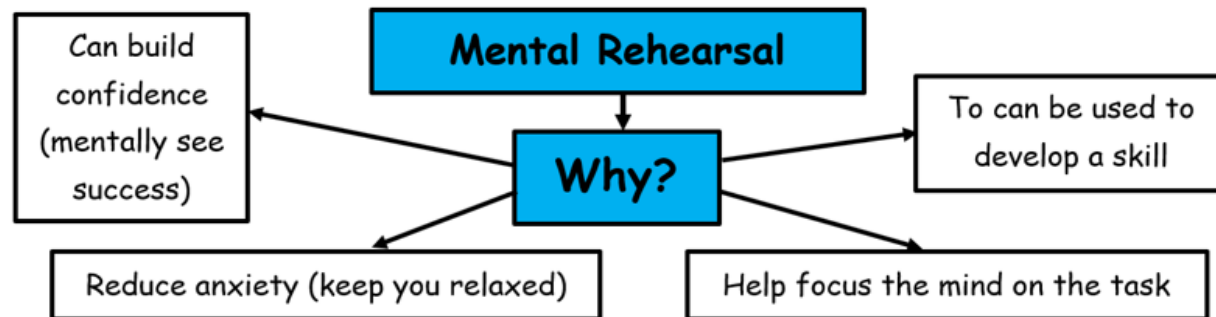 Mental Rehearsal
Why?
Can build
confidence
(mentally see
success)
To can be used to
develop a skill
Reduce anxiety (keep you relaxed)
Help focus the mind on the task